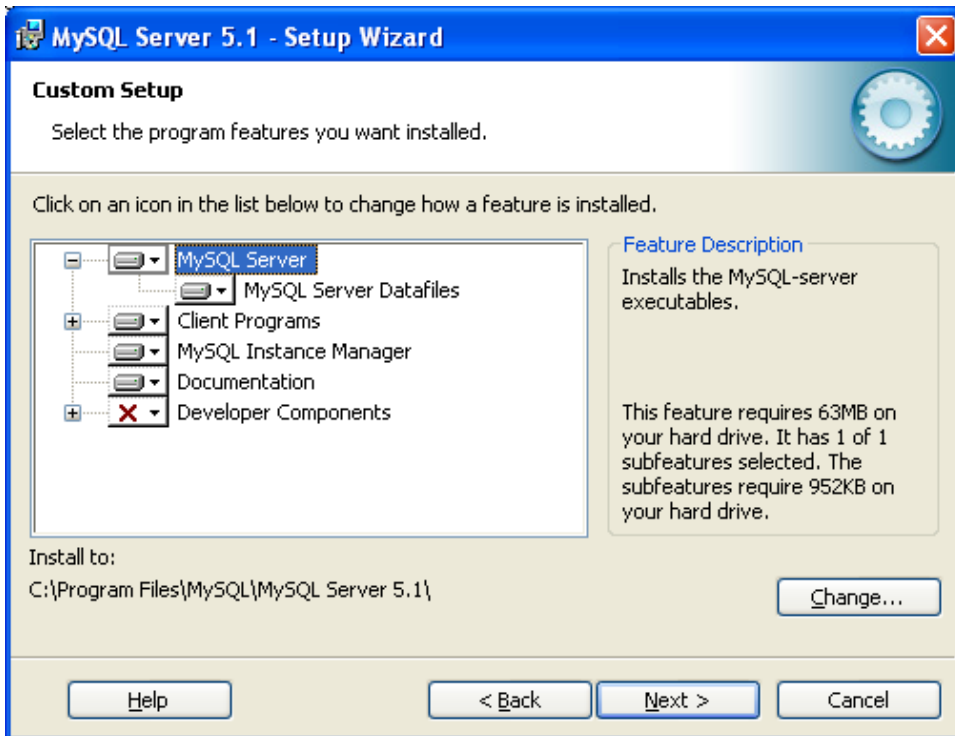 MySQL Server 5.1 - Setup Wizard
Custom Setup
Select the program features you want installed.
Click on an icon in the list below to change how a feature is installed.
MySQL Server
MySQL Server Datafiles
Client Programs
MySQL Instance Manager
Documentation
Developer Components
Feature Description
Installs the MySQL-server
executables.
This feature requires 63MB on
your hard drive. It has 1 of 1
subfeatures selected. The
subfeatures require 952KB on
your hard drive.
Install to:
C:\Program Files\MySQL\MySQL Server 5.1\
Change...
Help
< Back
Next >
Cancel